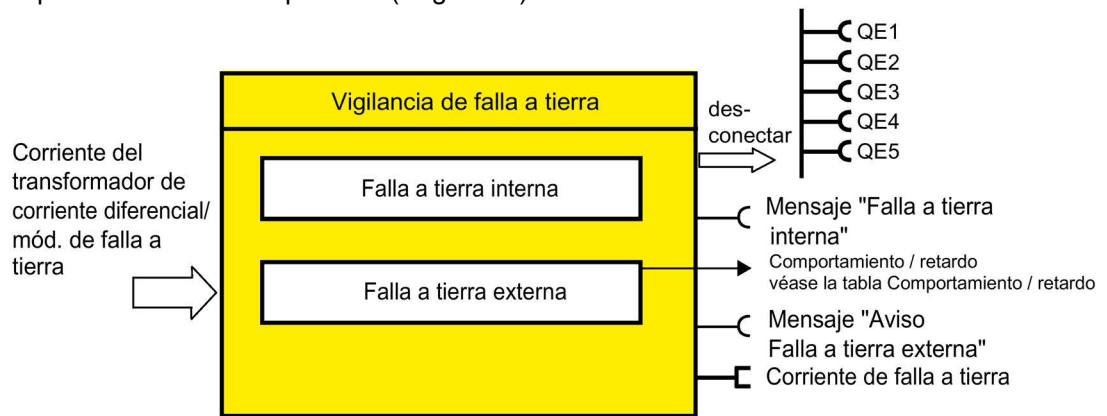 Vigilancia de falla a tierra
Falla a tierra interna
Falla a tierra externa
Corriente del
transformador de
corriente diferencial/
mód. de falla a
tierra
des-
conectar
QE1
QE2
QE3
QE4
QE5
Mensaje "Falla a tierra
interna"
Comportamiento / retardo
véase la tabla Comportamiento / retardo
Mensaje "Aviso
Falla a tierra externa"
Corriente de falla a tierra